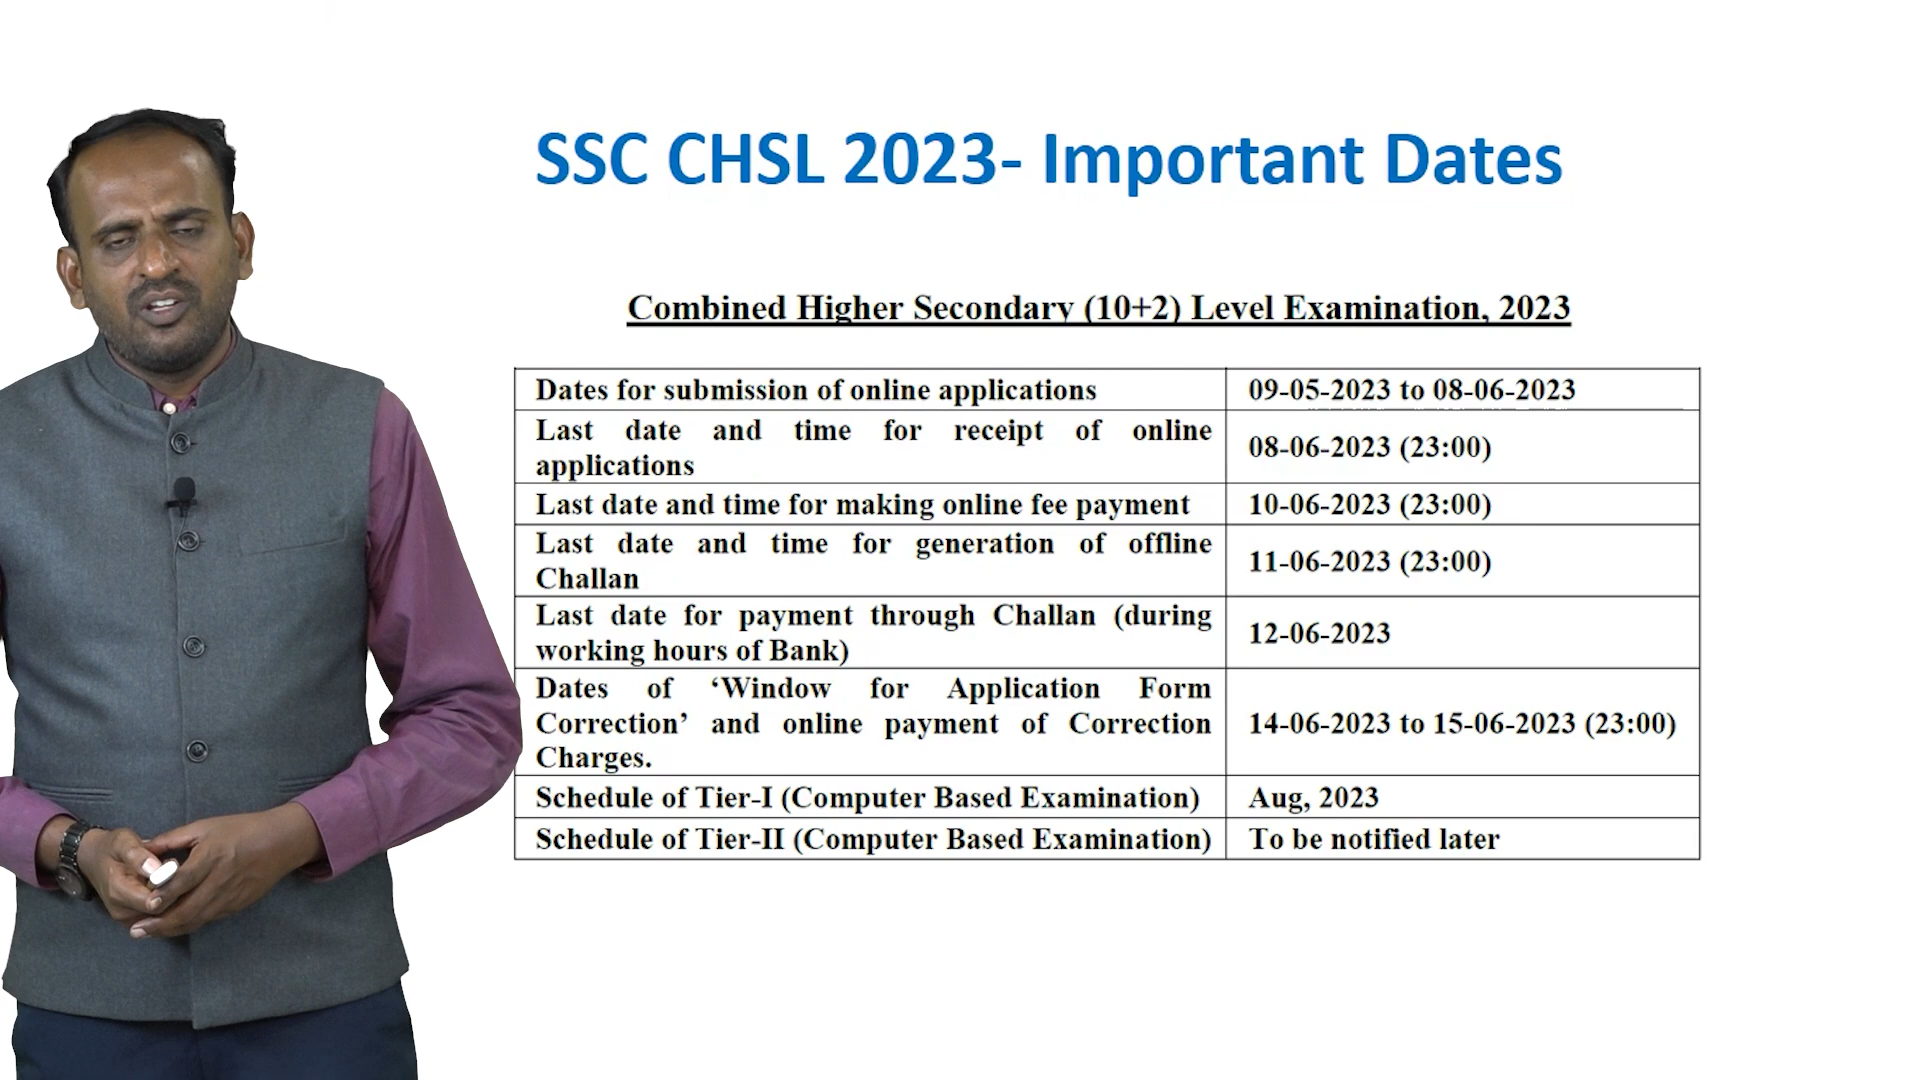 SSC CHSL 2023- Important Dates
Combined Higher Secondary (10+2) Level Examination, 2023
Dates for submission of online applications
09-05-2023 to 08-06-2023
Last date and time for receipt of online
applications
08-06-2023 (23:00)
Last date and time for making online fee payment
10-06-2023 (23:00)
Last date and time for generation of offline
Challan
11-06-2023 (23:00)
Last date for payment through Challan (during
working hours of Bank)
12-06-2023
Dates of ‘Window for Application Form
Correction’ and online payment of Correction
Charges.
14-06-2023 to 15-06-2023 (23:00)
Schedule of Tier-I (Computer Based Examination)
Aug, 2023
Schedule of Tier-II (Computer Based Examination)
To be notified later